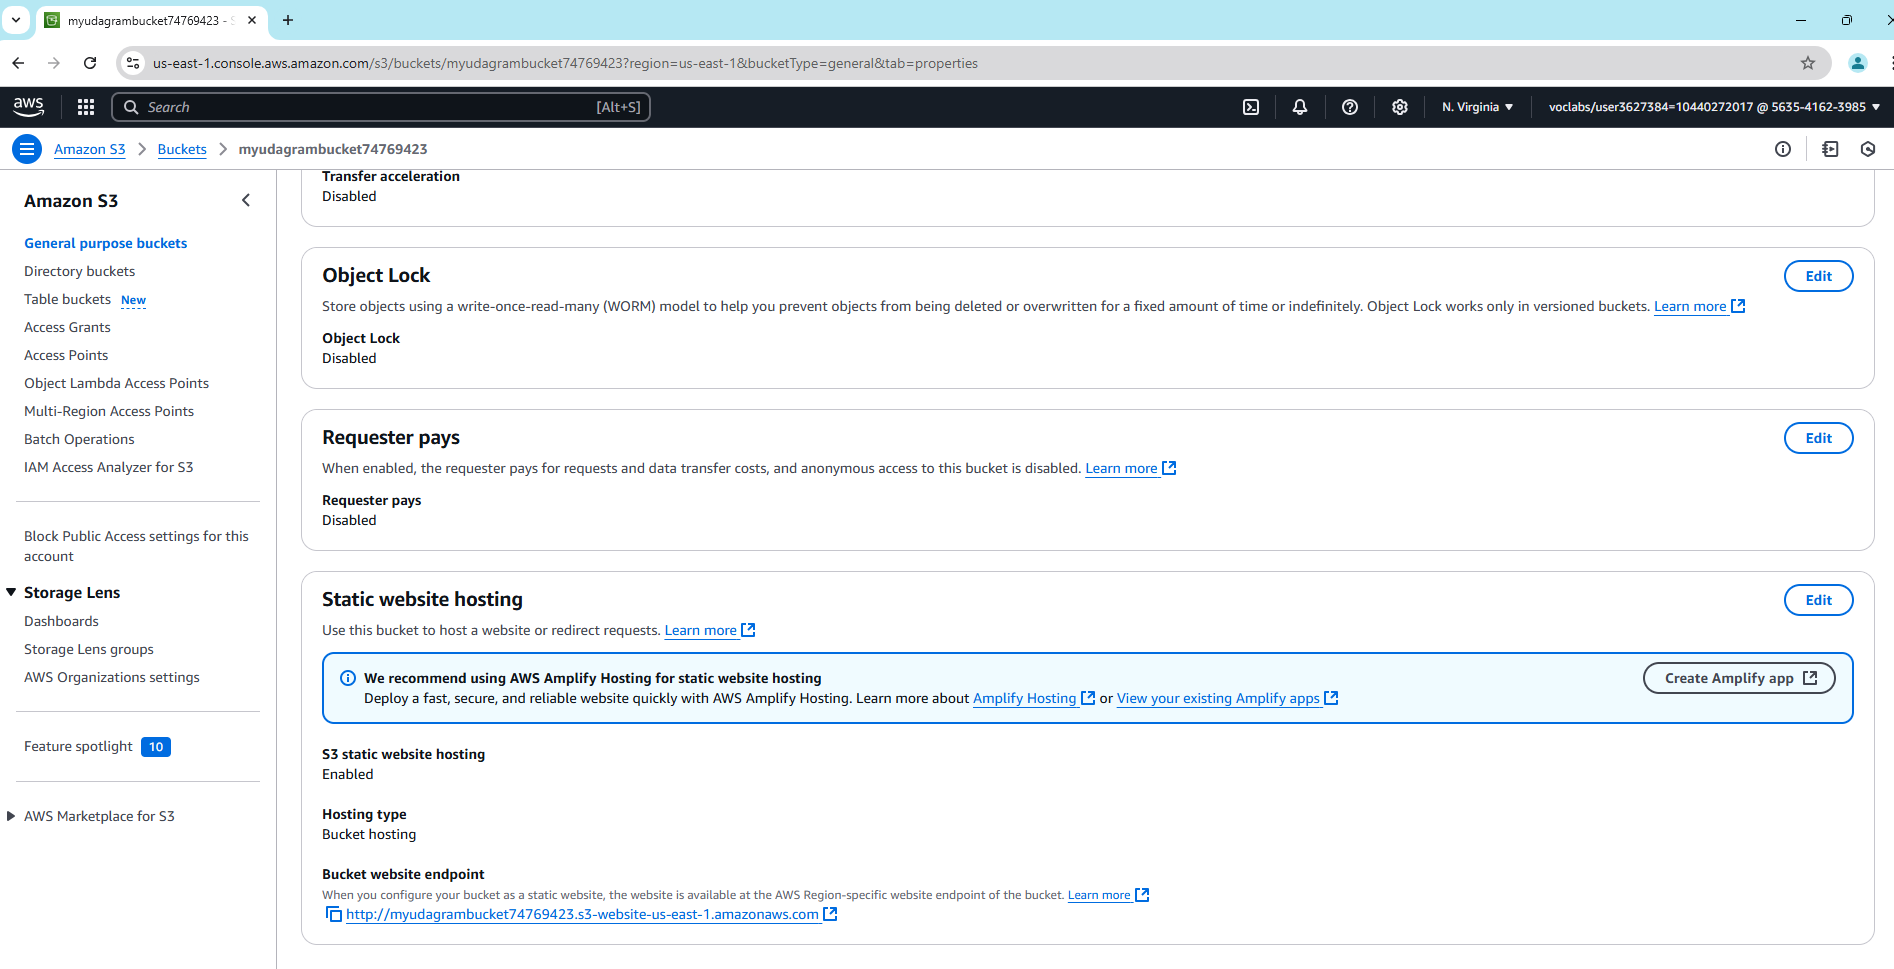 myudagrambucket74769423 - S
us-east-1.console.aws.amazon.com/s3/buckets/myudagrambucket74769423?region=us-east-1&bucketType=general&tab=properties
aws
Search
[Alt+S]
N. Virginia
voclabs/user3627384=10440272017 @ 5635-4162-3985
Amazon S3
Buckets
myudagrambucket74769423
Amazon S3
General purpose buckets
Directory buckets
Table buckets New
Access Grants
Access Points
Object Lambda Access Points
Multi-Region Access Points
Batch Operations
IAM Access Analyzer for S3
Block Public Access settings for this
account
Storage Lens
Dashboards
Storage Lens groups
AWS Organizations settings
Feature spotlight 10
AWS Marketplace for S3
Transfer acceleration
Disabled
Object Lock
Edit
Store objects using a write-once-read-many (WORM) model to help you prevent objects from being deleted or overwritten for a fixed amount of time or indefinitely. Object Lock works only in versioned buckets. Learn more
Object Lock
Disabled
Requester pays
Edit
When enabled, the requester pays for requests and data transfer costs, and anonymous access to this bucket is disabled. Learn more
Requester pays
Disabled
Static website hosting
Edit
Use this bucket to host a website or redirect requests. Learn more
We recommend using AWS Amplify Hosting for static website hosting
Deploy a fast, secure, and reliable website quickly with AWS Amplify Hosting. Learn more about Amplify Hosting or View your existing Amplify apps
Create Amplify app
S3 static website hosting
Enabled
Hosting type
Bucket hosting
Bucket website endpoint
When you configure your bucket as a static website, the website is available at the AWS Region-specific website endpoint of the bucket. Learn more
http://myudagrambucket74769423.s3-website-us-east-1.amazonaws.com